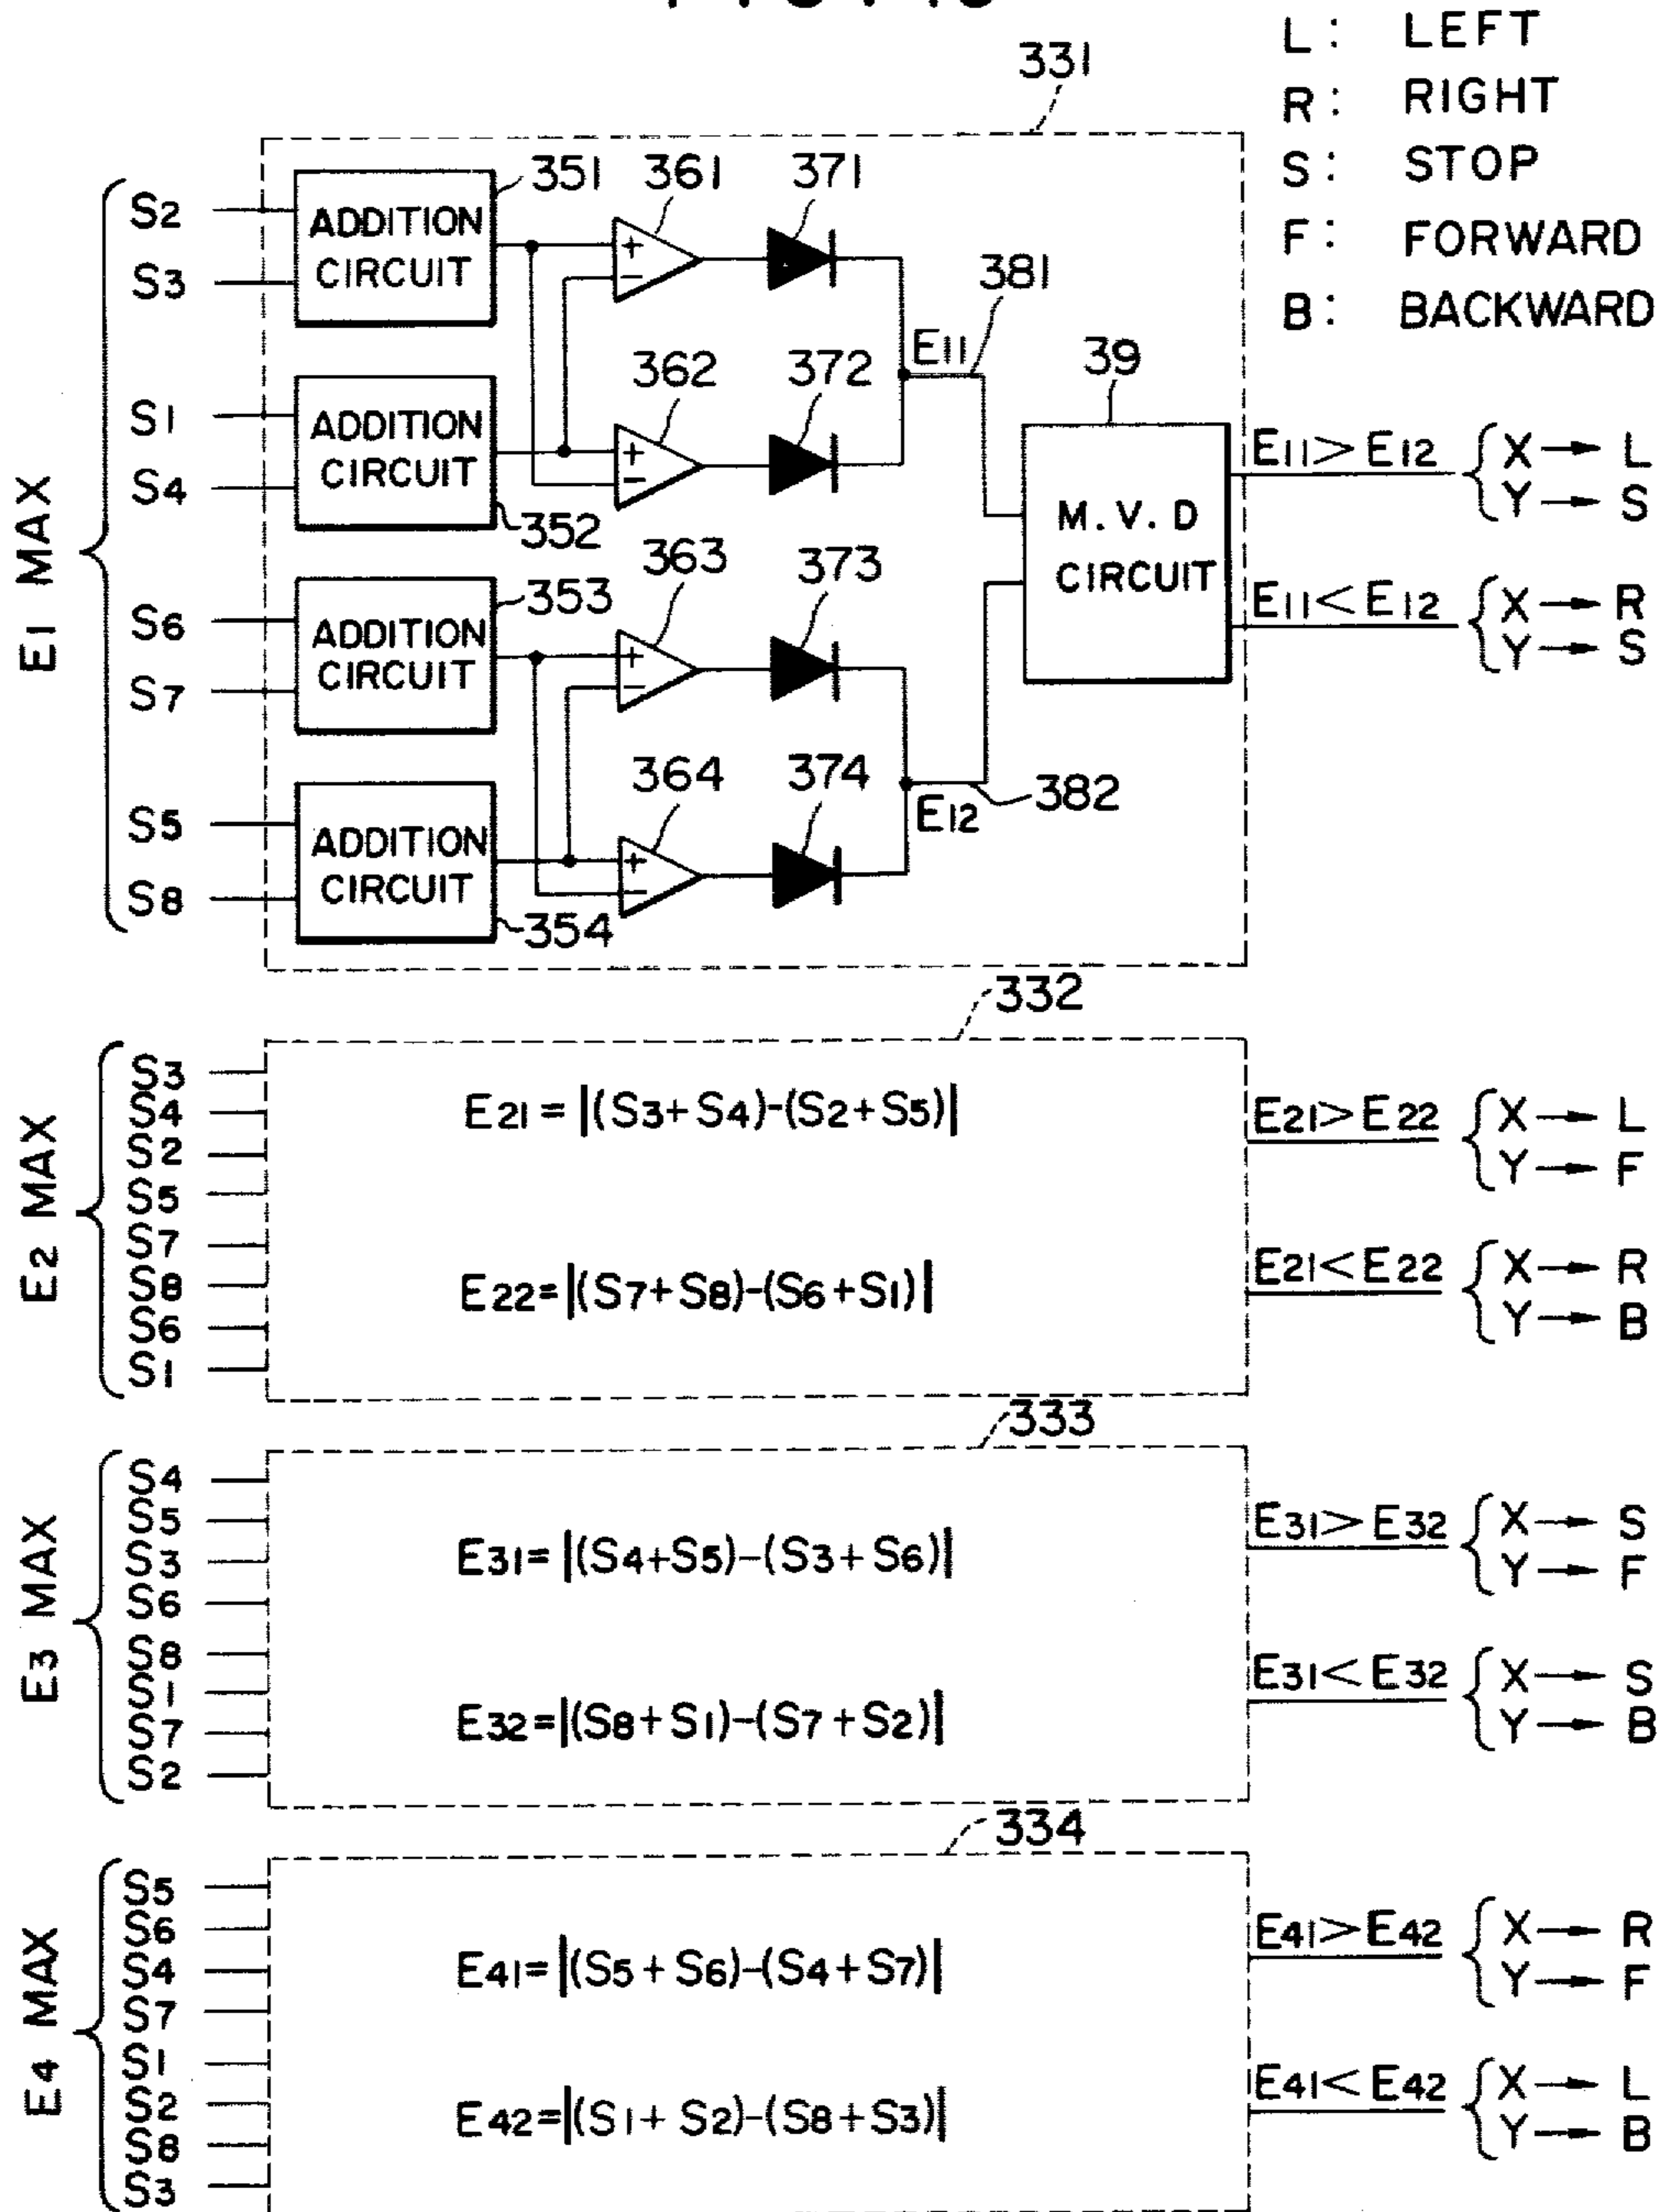 L: LEFT
R: RIGHT
S: STOP
F: FORWARD
B: BACKWARD
331
E1 MAX
S2
S3
S1
S4
S6
S7
S5
S8
ADDITION CIRCUIT
351
ADDITION CIRCUIT
352
ADDITION CIRCUIT
353
ADDITION CIRCUIT
354
361
+
−
362
+
−
363
+
−
364
+
−
371
372
373
374
E11
381
E12
382
39
M.V.D CIRCUIT
E11>E12
X→L
Y→S
E11<E12
X→R
Y→S
332
E2 MAX
S3
S4
S2
S5
S7
S8
S6
S1
E21=|(S3+S4)-(S2+S5)|
E22=|(S7+S8)-(S6+S1)|
E21>E22
X→L
Y→F
E21<E22
X→R
Y→B
333
E3 MAX
S4
S5
S3
S6
S8
S1
S7
S2
E31=|(S4+S5)-(S3+S6)|
E32=|(S8+S1)-(S7+S2)|
E31>E32
X→S
Y→F
E31<E32
X→S
Y→B
334
E4 MAX
S5
S6
S4
S7
S1
S2
S8
S3
E41=|(S5+S6)-(S4+S7)|
E42=|(S1+S2)-(S8+S3)|
E41>E42
X→R
Y→F
E41<E42
X→L
Y→B